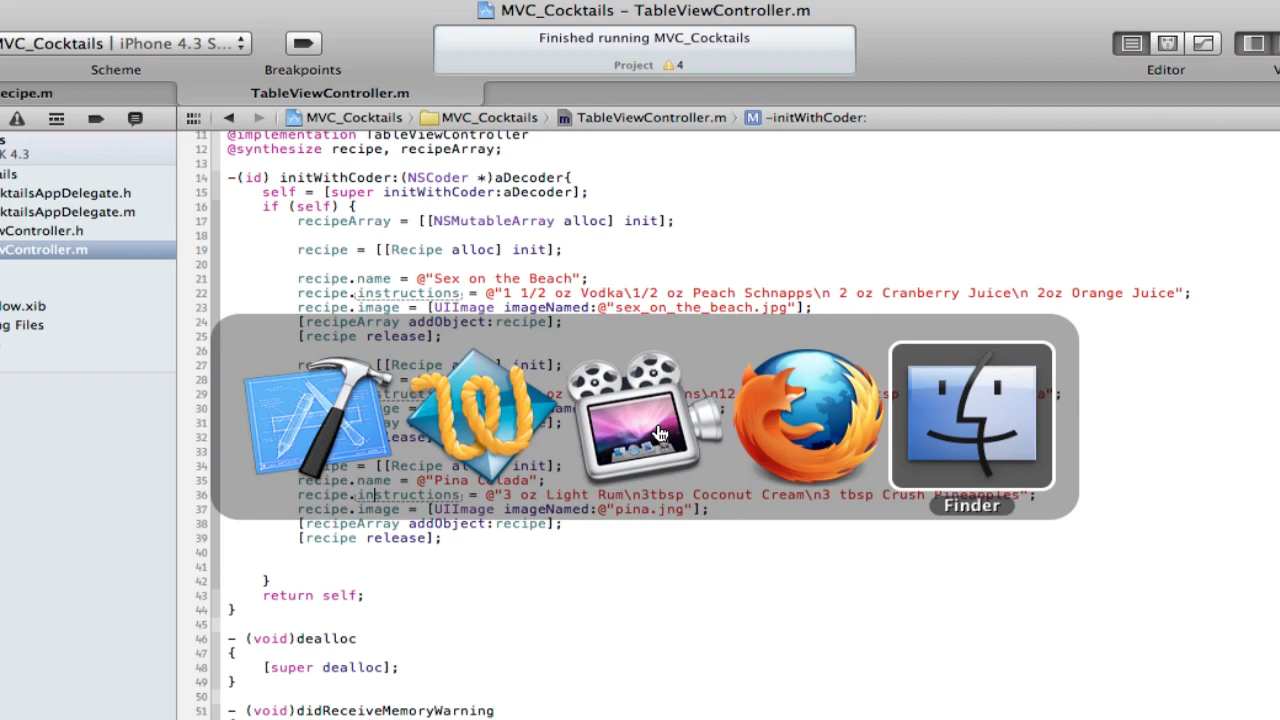 MVC_Cocktails – TableViewController.m
MVC_Cocktails | iPhone 4.3 S...
Finished running MVC_Cocktails
Project 4
Scheme
Breakpoints
Editor
ecipe.m
TableViewController.m
MVC_Cocktails
MVC_Cocktails
TableViewController.m
M -initWithCoder:
s
K 4.3
ails
ktailsAppDelegate.h
ktailsAppDelegate.m
wController.h
wController.m
low.xib
ng Files
11 @implementation TableViewController
12 @synthesize recipe, recipeArray;
13
14 -(id) initWithCoder:(NSCoder *)aDecoder{
15 self = [super initWithCoder:aDecoder];
16 if (self) {
17 recipeArray = [[NSMutableArray alloc] init];
18
19 recipe = [[Recipe alloc] init];
20
21 recipe.name = @"Sex on the Beach";
22 recipe.instructions = @"1 1/2 oz Vodka\1/2 oz Peach Schnapps\n 2 oz Cranberry Juice\n 2oz Orange Juice";
23 recipe.image = [UIImage imageNamed:@"sex_on_the_beach.jpg"];
24 [recipeArray addObject:recipe];
25 [recipe release];
26
27
28
29
30
31
32
33
34
35 recipe.name = @"Pina Colada";
36 recipe.instructions = @"3 oz Light Rum\n3tbsp Coconut Cream\n3 tbsp Crush Pineapples";
37 recipe.image = [UIImage imageNamed:@"pina.jng"];
38 [recipeArray addObject:recipe];
39 [recipe release];
40
41
42 }
43 return self;
44 }
45
46 - (void)dealloc
47 {
48 [super dealloc];
49 }
50
51 - (void)didReceiveMemoryWarning
Finder